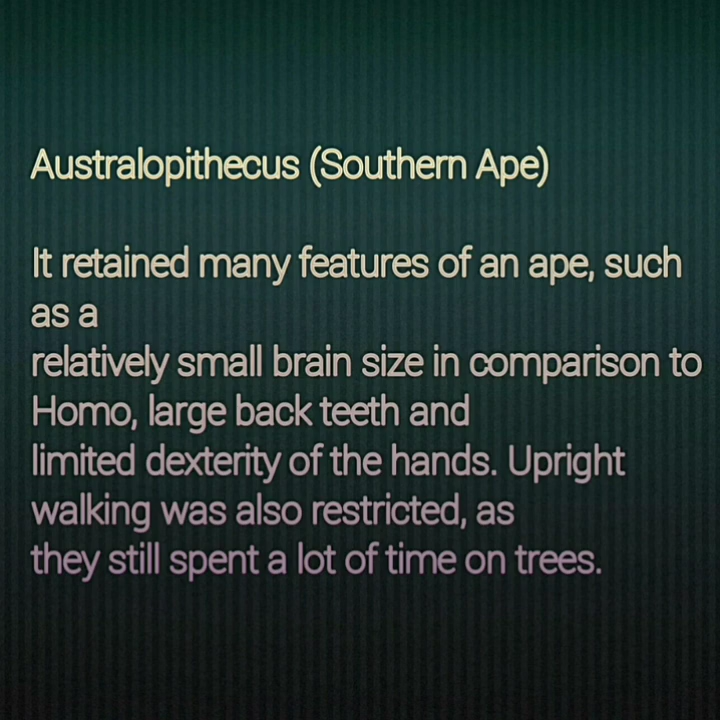 Australopithecus (Southern Ape)
It retained many features of an ape, such
as a
relatively small brain size in comparison to
Homo, large back teeth and
limited dexterity of the hands. Upright
walking was also restricted, as
they still spent a lot of time on trees.